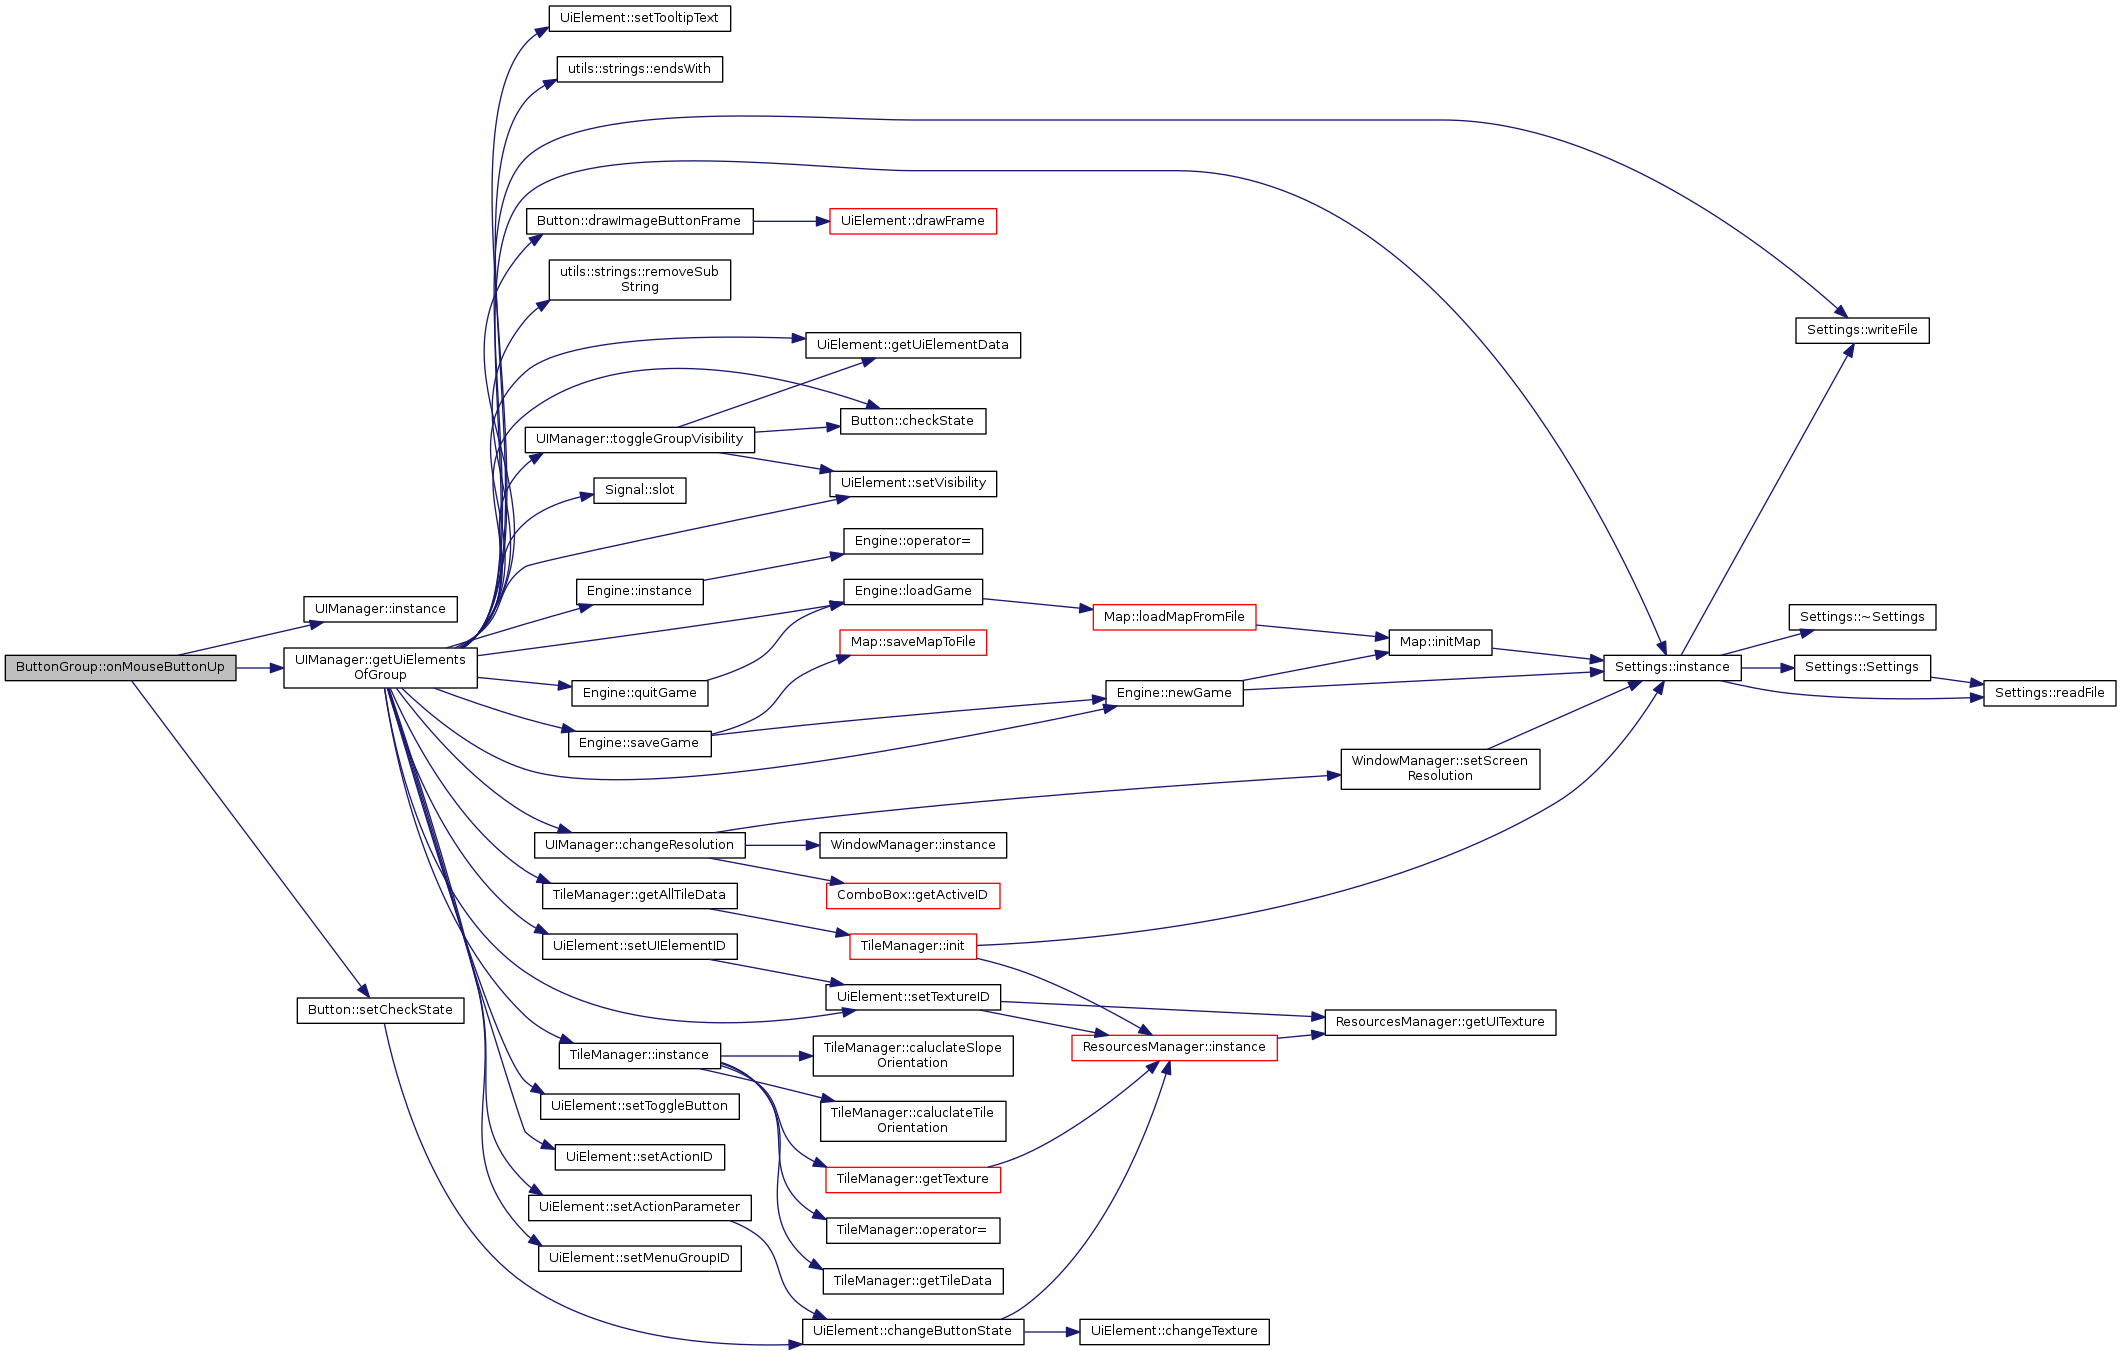 UiElement::setTooltipText
utils::strings::endsWith
Button::drawImageButtonFrame
UiElement::drawFrame
utils::strings::removeSub
String
Settings::writeFile
UiElement::getUiElementData
Button::checkState
UIManager::toggleGroupVisibility
UiElement::setVisibility
Signal::slot
Engine::operator=
Engine::instance
Engine::loadGame
UIManager::instance
Map::loadMapFromFile
Settings::~Settings
Map::saveMapToFile
Map::initMap
ButtonGroup::onMouseButtonUp
UIManager::getUiElements
OfGroup
Settings::instance
Settings::Settings
Engine::quitGame
Engine::newGame
Settings::readFile
Engine::saveGame
WindowManager::setScreen
Resolution
UIManager::changeResolution
WindowManager::instance
TileManager::getAllTileData
ComboBox::getActiveID
UiElement::setUIElementID
TileManager::init
UiElement::setTextureID
Button::setCheckState
ResourcesManager::getUITexture
TileManager::instance
TileManager::caluclateSlope
Orientation
ResourcesManager::instance
UiElement::setToggleButton
TileManager::caluclateTile
Orientation
UiElement::setActionID
TileManager::getTexture
UiElement::setActionParameter
TileManager::operator=
UiElement::setMenuGroupID
TileManager::getTileData
UiElement::changeButtonState
UiElement::changeTexture